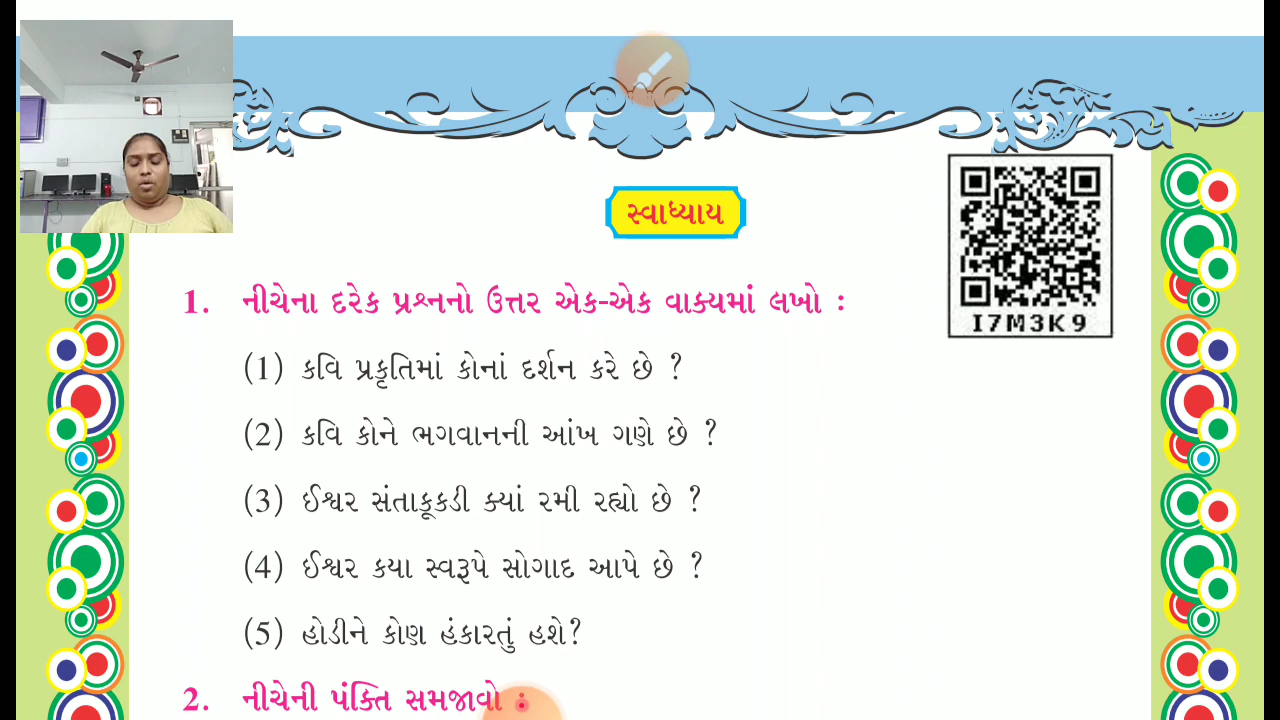 સ્વાધ્યાય
I7M3K9
1. નીચેના દરેક પ્રશ્નનો ઉત્તર એક-એક વાક્યમાં લખો :
(1) કવિ પ્રકૃતિમાં કોનાં દર્શન કરે છે ?
(2) કવિ કોને ભગવાનની આંખ ગણે છે ?
(3) ઈશ્વર સંતાકૂકડી ક્યાં રમી રહ્યો છે ?
(4) ઈશ્વર કયા સ્વરૂપે સોગાદ આપે છે ?
(5) હોડીને કોણ હંકારતું હશે?
2. નીચેની પંક્તિ સમજાવો :